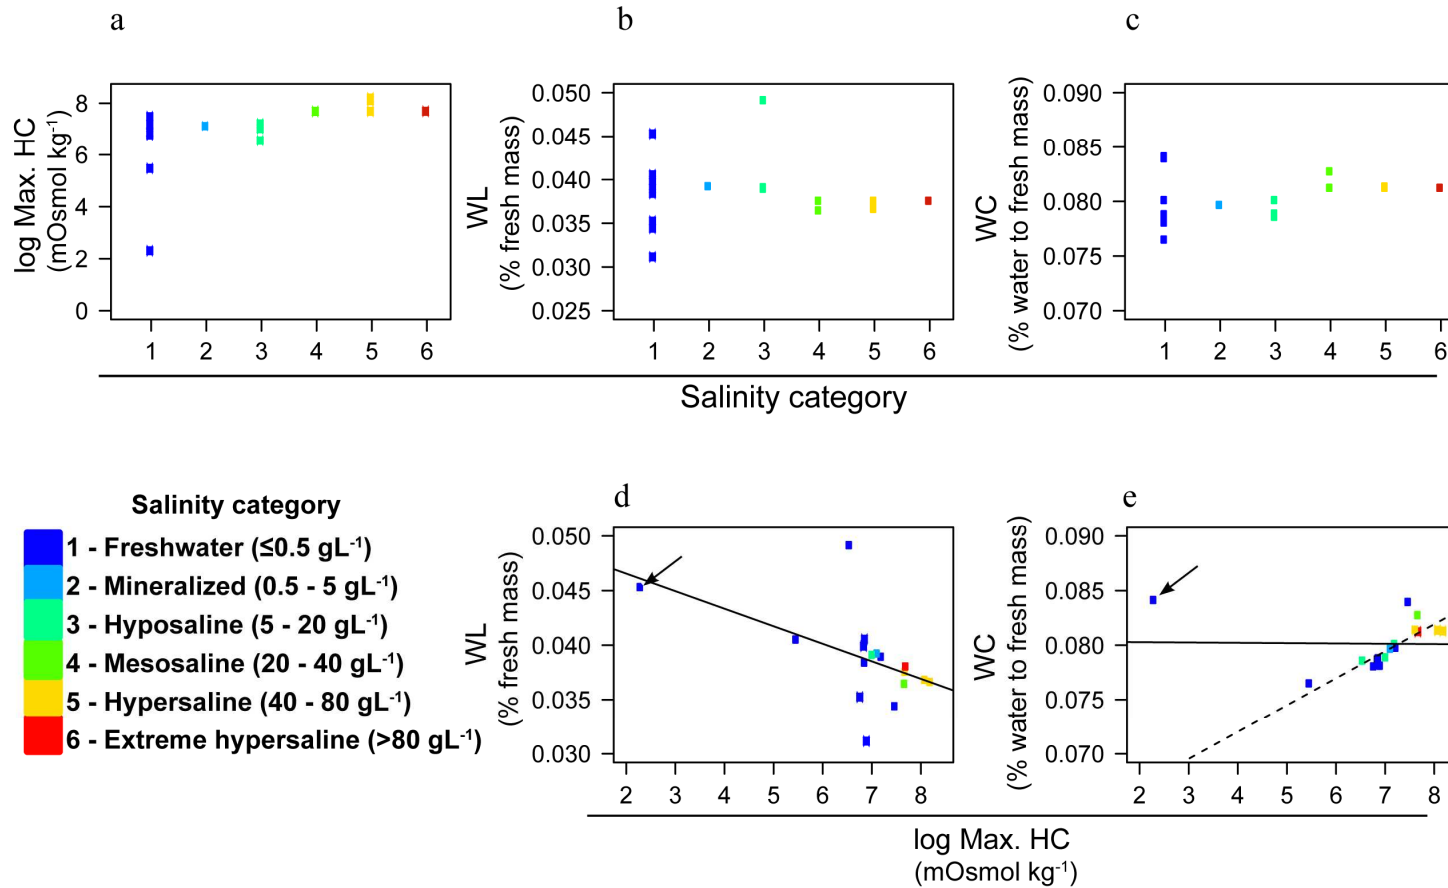 a
b
c
log Max. HC
(mOsmol kg-1)
8
6
4
2
0
1 2 3 4 5 6
WL
(% fresh mass)
0.050
0.045
0.040
0.035
0.030
0.025
1 2 3 4 5 6
WC
(% water to fresh mass)
0.090
0.085
0.080
0.075
0.070
1 2 3 4 5 6
Salinity category
Salinity category
1 - Freshwater (≤0.5 gL-1)
2 - Mineralized (0.5 - 5 gL-1)
3 - Hyposaline (5 - 20 gL-1)
4 - Mesosaline (20 - 40 gL-1)
5 - Hypersaline (40 - 80 gL-1)
6 - Extreme hypersaline (>80 gL-1)
d
e
WL
(% fresh mass)
0.050
0.045
0.040
0.035
0.030
2 3 4 5 6 7 8
WC
(% water to fresh mass)
0.090
0.085
0.080
0.075
0.070
2 3 4 5 6 7 8
log Max. HC
(mOsmol kg-1)